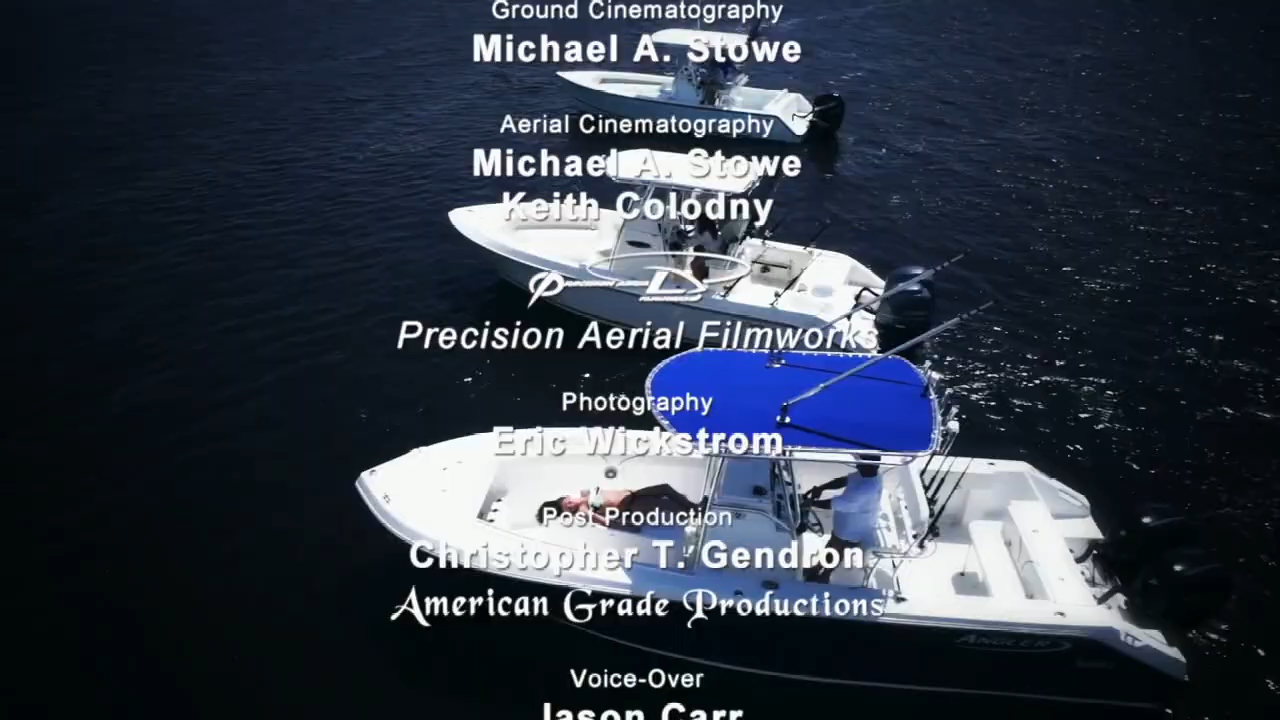 Ground Cinematography
Michael A. Stowe
Aerial Cinematography
Michael A. Stowe
Keith Colodny
Precision Aerial Filmworks
Photography
Eric Wickstrom
Post Production
Christopher T. Gendron
American Grade Productions
ANGLER
Voice-Over
Jason Carr